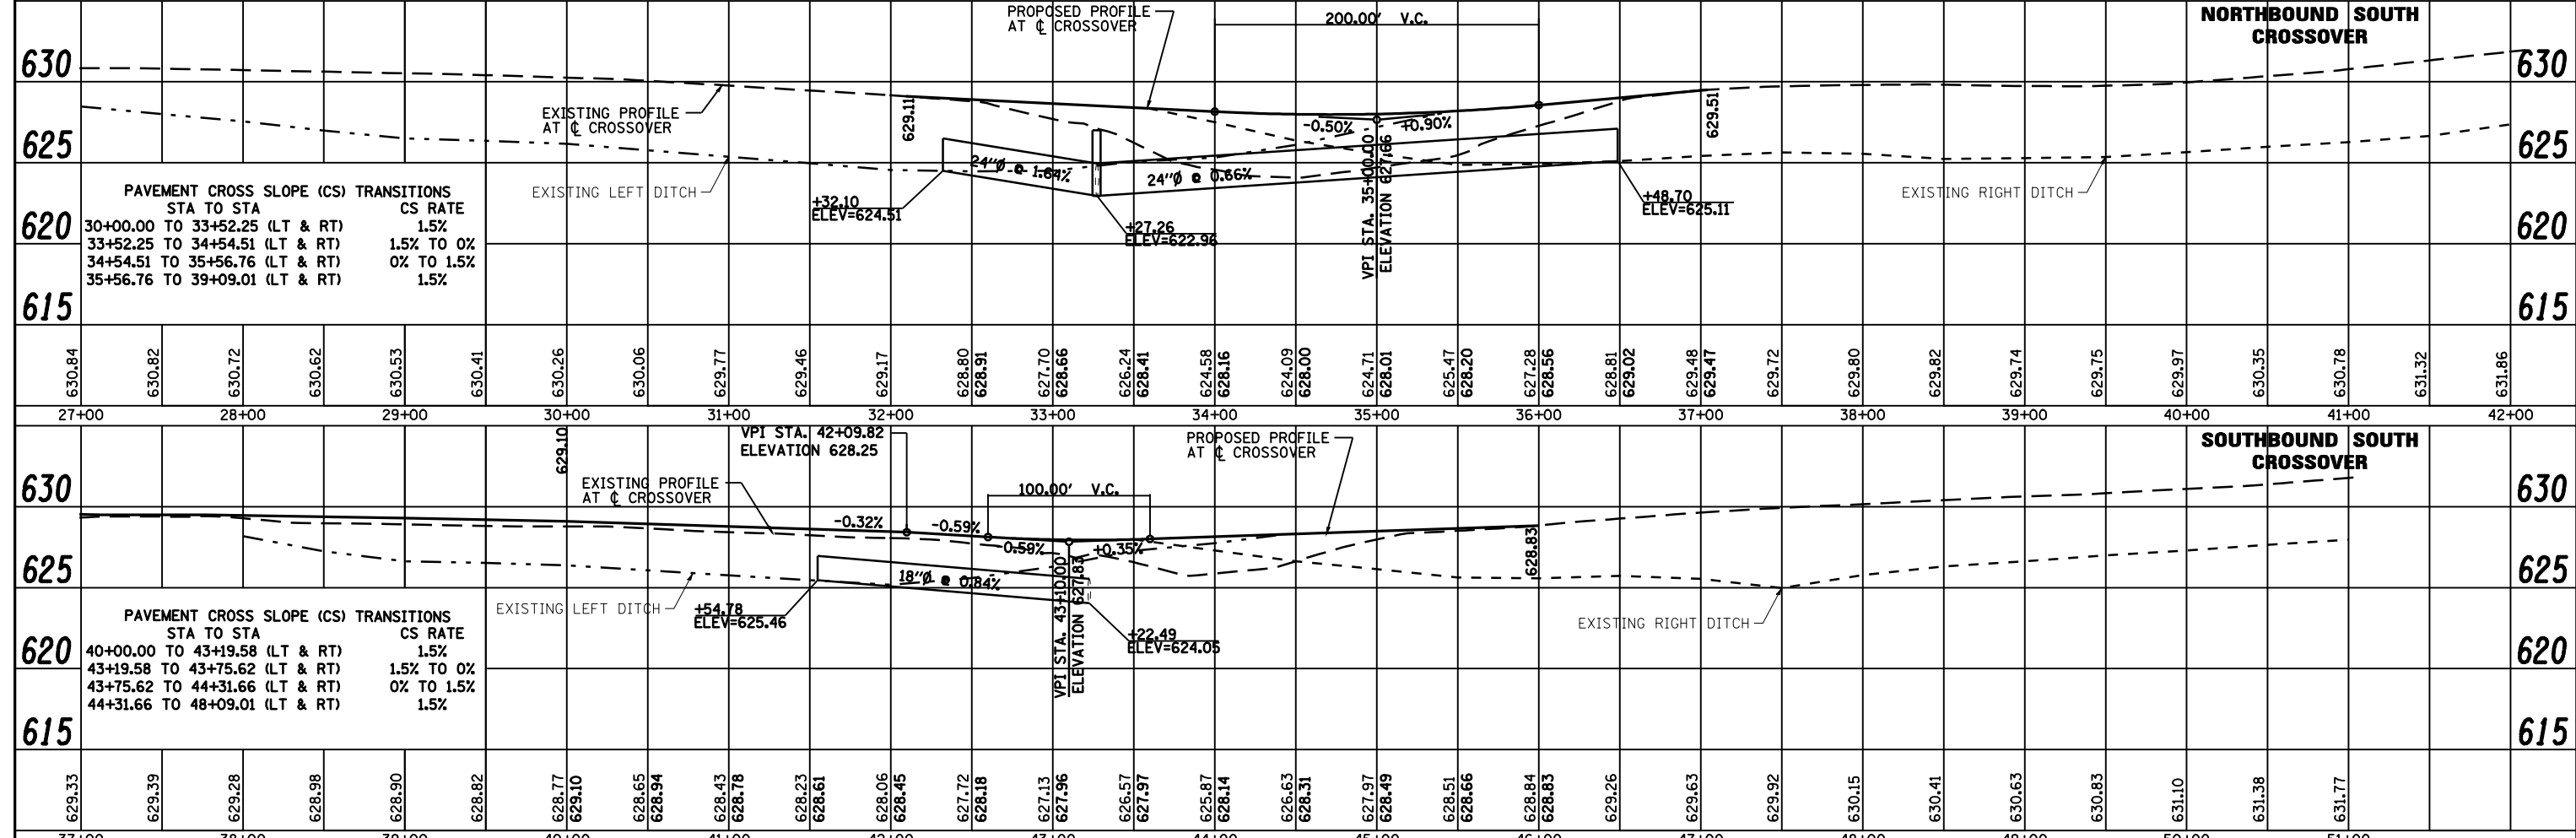 PROPOSED PROFILE
AT ℄ CROSSOVER
200.00' V.C.
NORTHBOUND SOUTH
CROSSOVER
630
630
EXISTING PROFILE
AT ℄ CROSSOVER
629.11
629.51
-0.50%
+0.90%
625
625
24"Ø @ 1.64%
24"Ø @ 0.66%
EXISTING LEFT DITCH
EXISTING RIGHT DITCH
+32.10
ELEV=624.51
+27.26
ELEV=622.96
VPI STA. 35+00.00
ELEVATION 627.66
+48.70
ELEV=625.11
PAVEMENT CROSS SLOPE (CS) TRANSITIONS
STA TO STA CS RATE
30+00.00 TO 33+52.25 (LT & RT) 1.5%
33+52.25 TO 34+54.51 (LT & RT) 1.5% TO 0%
34+54.51 TO 35+56.76 (LT & RT) 0% TO 1.5%
35+56.76 TO 39+09.01 (LT & RT) 1.5%
620
620
615
615
630.84 630.82 630.72 630.62 630.53 630.41 630.26 630.06 629.77 629.46 629.17 628.80 628.91 627.70 628.66 626.24 628.41 624.58 628.16 624.09 628.00 624.71 628.01 625.47 628.20 627.28 628.56 628.81 629.02 629.48 629.47 629.72 629.80 629.82 629.74 629.75 629.97 630.35 630.78 631.32 631.86
27+00 28+00 29+00 30+00 31+00 32+00 33+00 34+00 35+00 36+00 37+00 38+00 39+00 40+00 41+00 42+00
629.10
VPI STA. 42+09.82
ELEVATION 628.25
PROPOSED PROFILE
AT ℄ CROSSOVER
SOUTHBOUND SOUTH
CROSSOVER
630
630
EXISTING PROFILE
AT ℄ CROSSOVER
100.00' V.C.
-0.32%
-0.59%
0.59%
+0.35%
628.83
625
625
18"Ø @ 0.84%
EXISTING LEFT DITCH
EXISTING RIGHT DITCH
+54.78
ELEV=625.46
VPI STA. 43+10.00
ELEVATION 627.83
+22.49
ELEV=624.05
PAVEMENT CROSS SLOPE (CS) TRANSITIONS
STA TO STA CS RATE
40+00.00 TO 43+19.58 (LT & RT) 1.5%
43+19.58 TO 43+75.62 (LT & RT) 1.5% TO 0%
43+75.62 TO 44+31.66 (LT & RT) 0% TO 1.5%
44+31.66 TO 48+09.01 (LT & RT) 1.5%
620
620
615
615
629.33 629.39 629.28 628.98 628.90 628.82 628.77 629.10 628.65 628.94 628.43 628.78 628.23 628.61 628.06 628.45 627.72 628.18 627.13 627.96 626.57 627.97 625.87 628.14 626.63 628.31 627.97 628.49 628.51 628.66 628.84 628.83 629.26 629.63 629.92 630.15 630.41 630.63 630.83 631.10 631.38 631.77